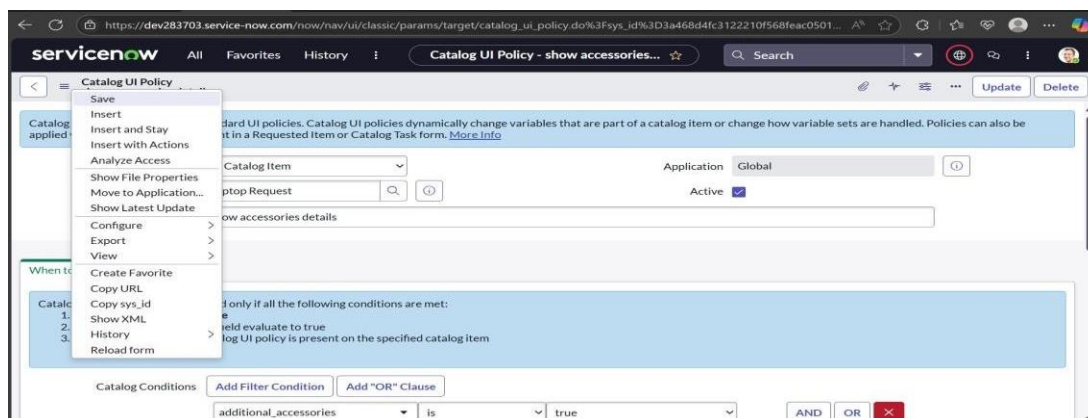 https://dev283703.service-now.com/now/nav/ui/classic/params/target/catalog_ui_policy.do%3Fsys_id%3D3a468d4fc3122210f568feac0501...
servicenow All Favorites History Catalog UI Policy - show accessories... Search
Catalog UI Policy
Update Delete
Save
Insert
Insert and Stay
Insert with Actions
Analyze Access
Show File Properties
Move to Application...
Show Latest Update
Configure
Export
View
Create Favorite
Copy URL
Copy sys_id
Show XML
History
Reload form
Catalog dard UI policies. Catalog UI policies dynamically change variables that are part of a catalog item or change how variable sets are handled. Policies can also be
applied t in a Requested Item or Catalog Task form. More Info
Catalog Item Application Global
ptop Request Active
ow accessories details
When to
Catalo d only if all the following conditions are met:
1. e
2. ield evaluate to true
3. log UI policy is present on the specified catalog item
Catalog Conditions Add Filter Condition Add "OR" Clause
additional_accessories is true AND OR